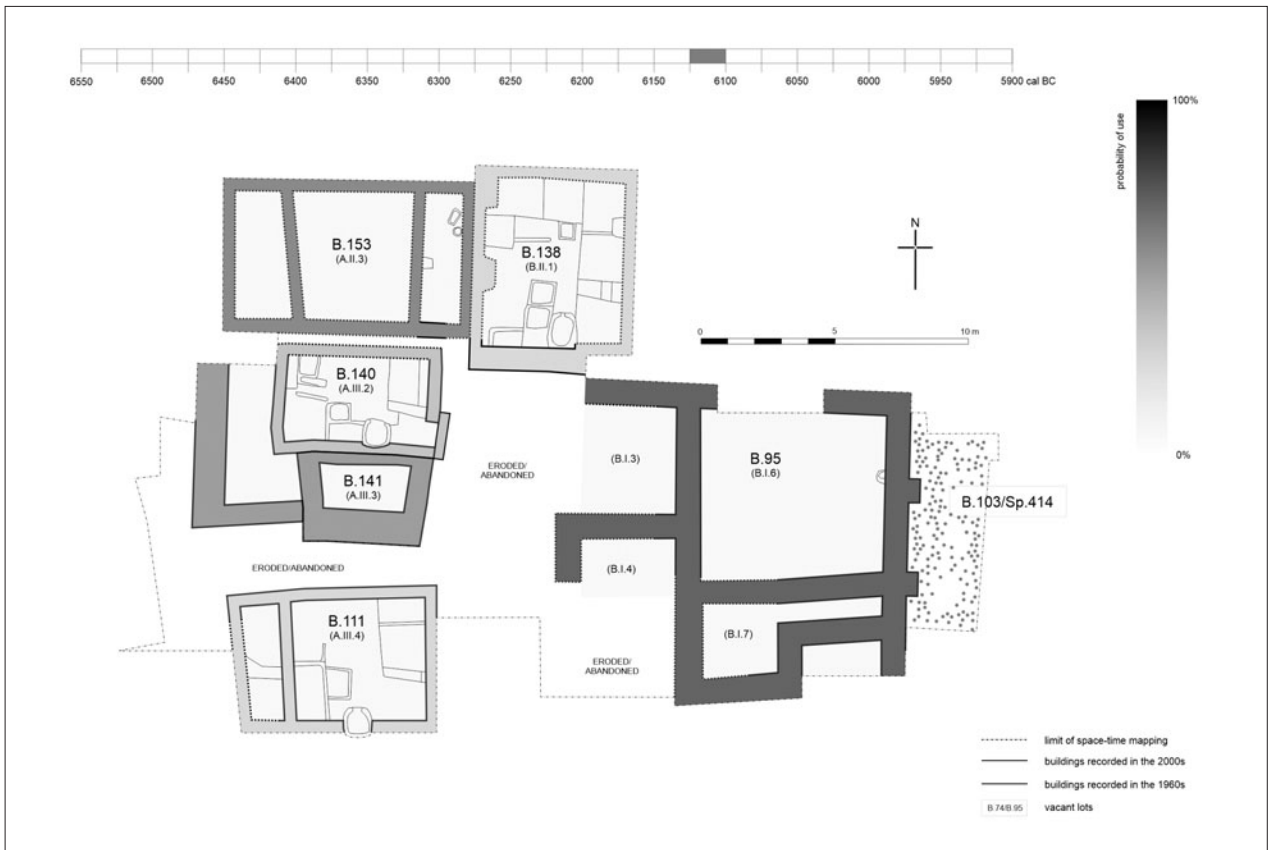 6550 6500 6450 6400 6350 6300 6250 6200 6150 6100 6050 6000 5950 5900 cal BC
100%
probability of use
0%
N
0 5 10 m
B.153
(A.II.3)
B.138
(B.II.1)
B.140
(A.III.2)
B.141
(A.III.3)
ERODED/
ABANDONED
(B.I.3)
B.95
(B.I.6)
B.103/Sp.414
ERODED/ABANDONED
(B.I.4)
B.111
(A.III.4)
(B.I.7)
ERODED/
ABANDONED
limit of space-time mapping
buildings recorded in the 2000s
buildings recorded in the 1960s
B.74/B.95 vacant lots